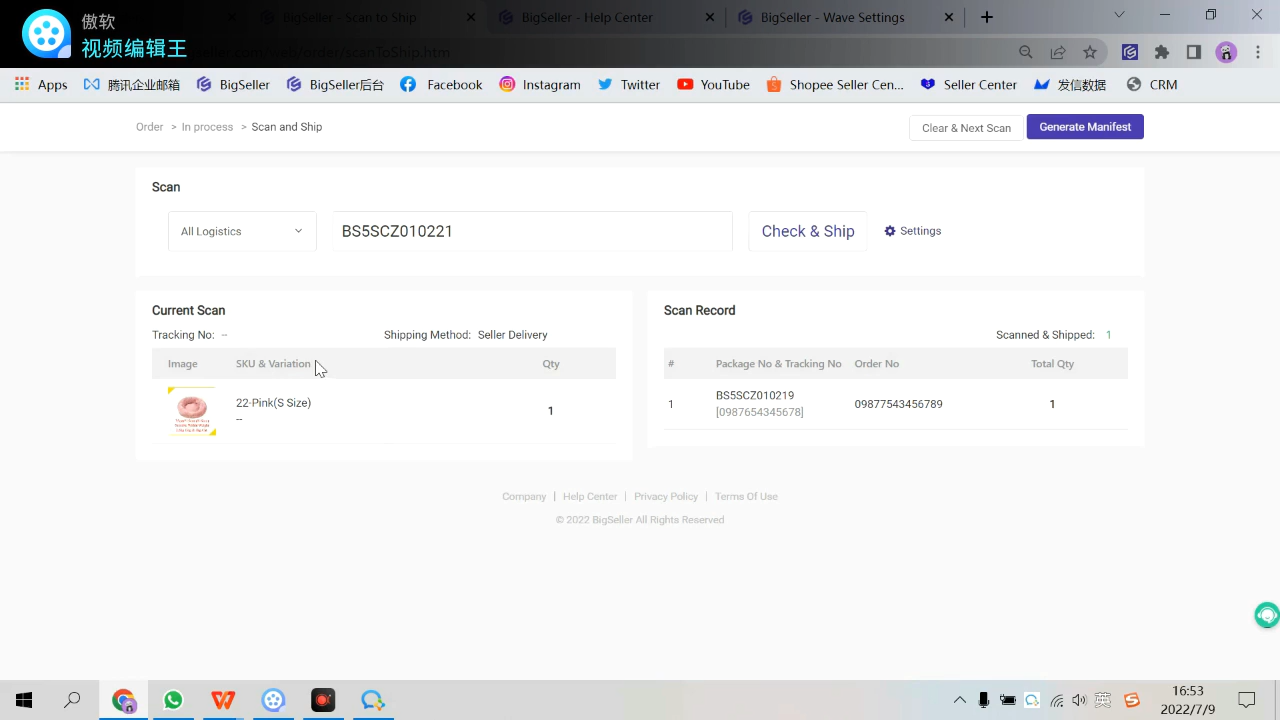 傲软
视频编辑王
BigSeller - Scan to Ship
BigSeller - Help Center
BigSeller - Wave Settings
Apps
腾讯企业邮箱
BigSeller
BigSeller后台
Facebook
Instagram
Twitter
YouTube
Shopee Seller Cen...
Seller Center
发信数据
CRM
Order > In process > Scan and Ship
Clear & Next Scan
Generate Manifest
Scan
All Logistics
BS5SCZ010221
Check & Ship
Settings
Current Scan
Tracking No: --
Shipping Method: Seller Delivery
Image SKU & Variation Qty
22-Pink(S Size)
--
1
Scan Record
Scanned & Shipped: 1
# Package No & Tracking No Order No Total Qty
1 BS5SCZ010219 09877543456789 1
[0987654345678]
Company | Help Center | Privacy Policy | Terms Of Use
© 2022 BigSeller All Rights Reserved
英
16:53
2022/7/9